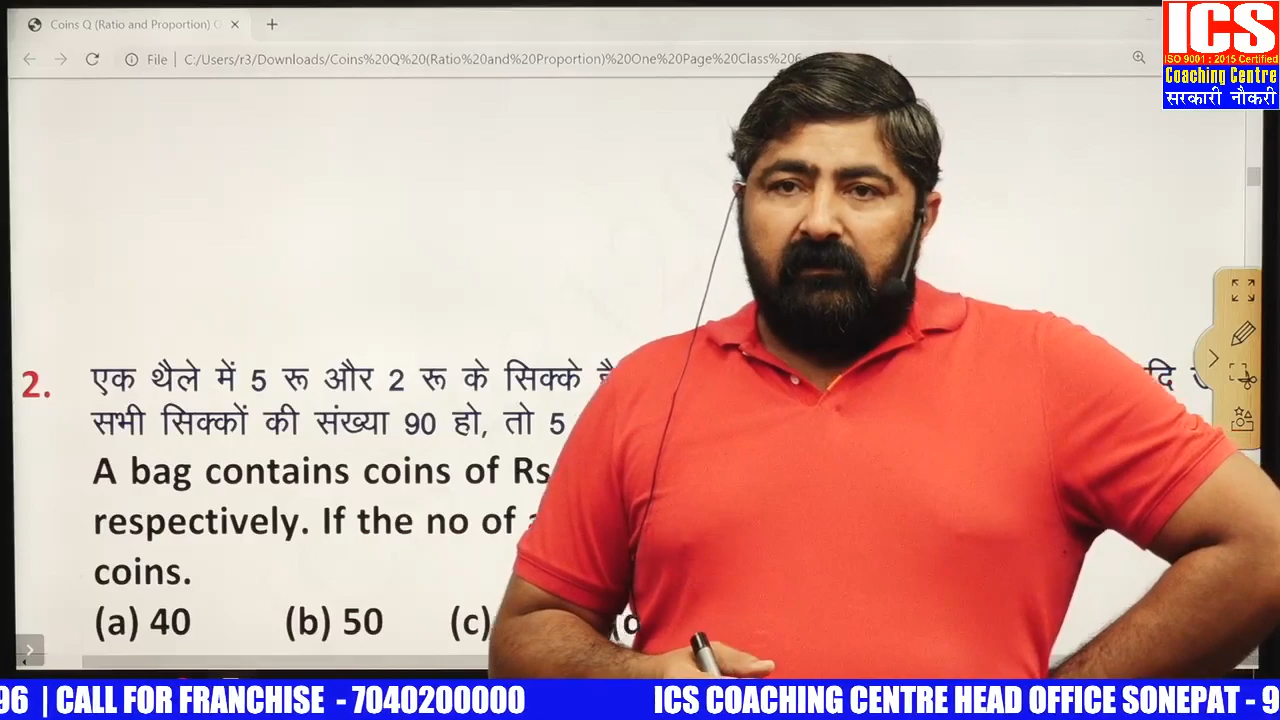 Coins Q (Ratio and Proportion)
File C:/Users/r3/Downloads/Coins%20Q%20(Ratio%20and%20Proportion)%20One%20Page%20Class%206
ICS
ISO 9001 : 2015 Certified
Coaching Centre
सरकारी नौकरी
2. एक थैले में 5 रू और 2 रू के सिक्के
सभी सिक्कों की संख्या 90 हो, तो 5
A bag contains coins of Rs
respectively. If the no of
coins.
(a) 40 (b) 50 (c)
96 | CALL FOR FRANCHISE - 7040200000 ICS COACHING CENTRE HEAD OFFICE SONEPAT - 9